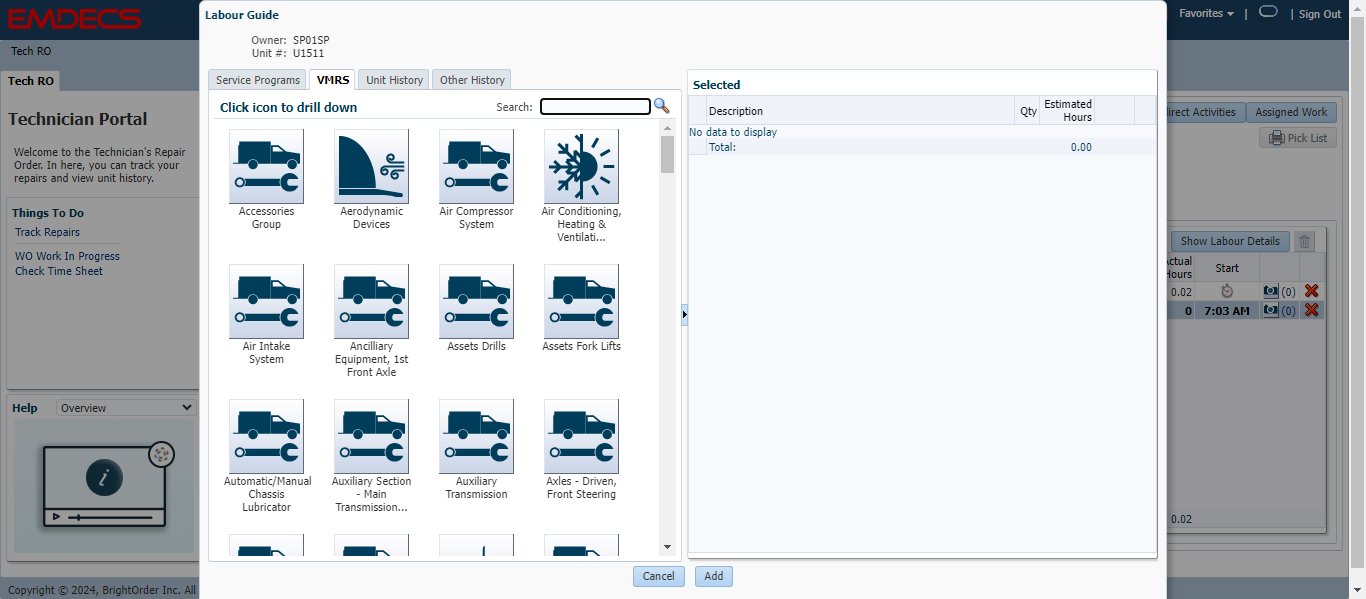 EMDECS
Favorites
|
| Sign Out
Tech RO
Tech RO
Technician Portal
Welcome to the Technician's Repair
Order. In here, you can track your
repairs and view unit history.
Things To Do
Track Repairs
WO Work In Progress
Check Time Sheet
Help
Overview
i
Copyright © 2024, BrightOrder Inc. All
Labour Guide
Owner: SP01SP
Unit #: U1511
Service Programs
VMRS
Unit History
Other History
Click icon to drill down
Search:
Accessories
Group
Aerodynamic
Devices
Air Compressor
System
Air Conditioning,
Heating &
Ventilati...
Air Intake
System
Ancilliary
Equipment, 1st
Front Axle
Assets Drills
Assets Fork Lifts
Automatic/Manual
Chassis
Lubricator
Auxiliary Section
- Main
Transmission...
Auxiliary
Transmission
Axles - Driven,
Front Steering
Selected
Description
Qty
Estimated
Hours
No data to display
Total: 0.00
Cancel
Add
irect Activities
Assigned Work
Pick List
Show Labour Details
ctual
Hours
Start
0.02 (0)
0 7:03 AM (0)
0.02